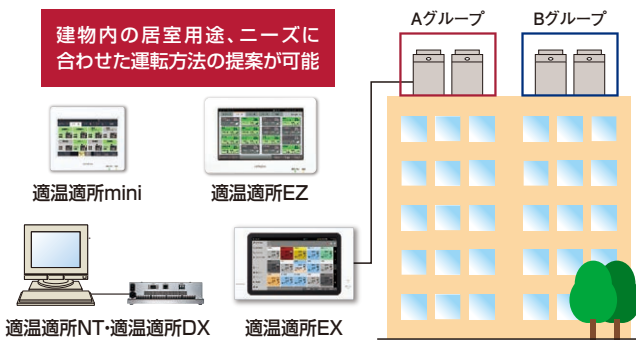 建物内の居室用途、ニーズに
合わせた運転方法の提案が可能
Aグループ
Bグループ
適温適所mini
適温適所EZ
適温適所NT・適温適所DX
適温適所EX